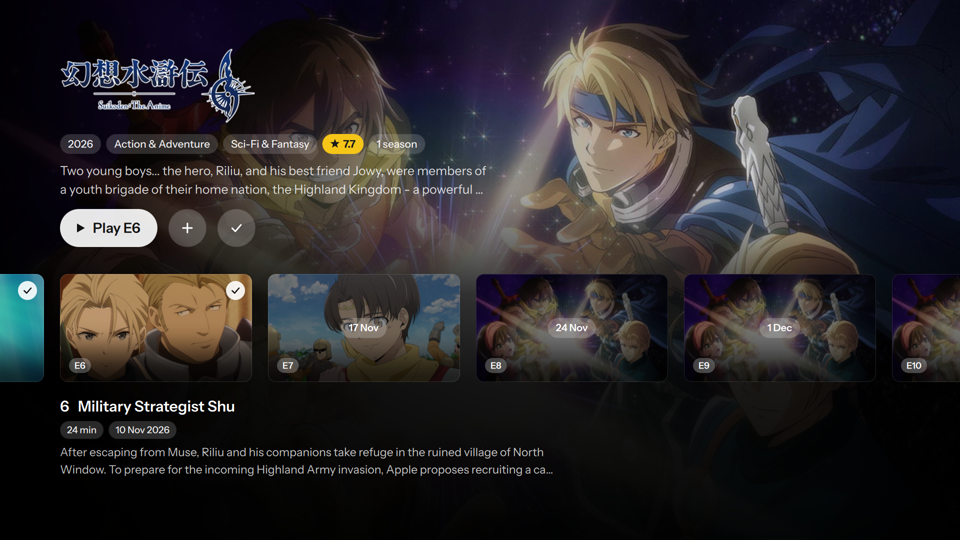 幻想水滸伝
Suikoden: The Anime
2026 Action & Adventure Sci-Fi & Fantasy ★ 7.7 1 season
Two young boys... the hero, Riliu, and his best friend Jowy, were members of
a youth brigade of their home nation, the Highland Kingdom – a powerful ...
Play E6
E6 17 Nov E7 24 Nov E8 1 Dec E9 E10
6 Military Strategist Shu
24 min 10 Nov 2026
After escaping from Muse, Riliu and his companions take refuge in the ruined village of North
Window. To prepare for the incoming Highland Army invasion, Apple proposes recruiting a ca...